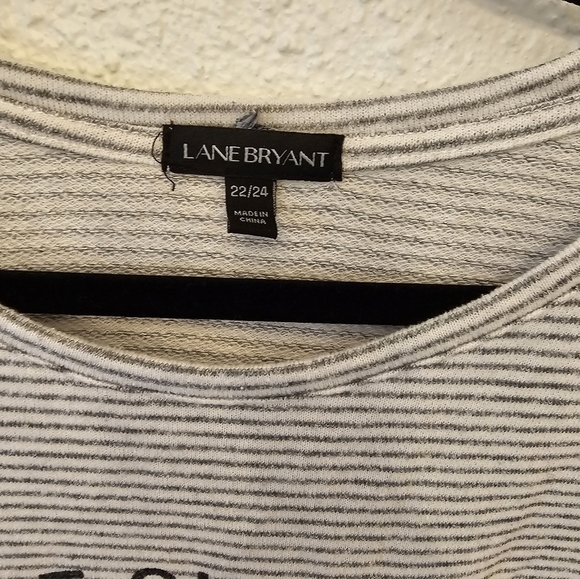 LANE BRYANT
22/24
MADE IN
CHINA